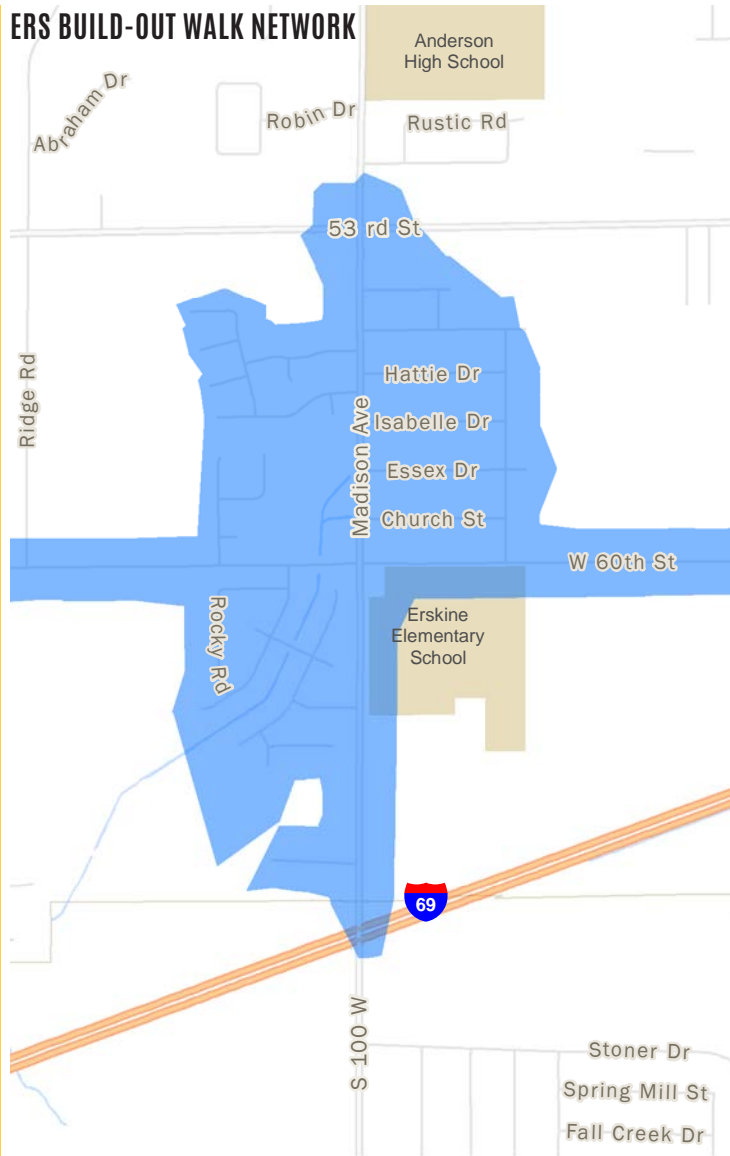 ERS BUILD-OUT WALK NETWORK
Anderson
High School
Abraham Dr
Robin Dr
Rustic Rd
53 rd St
Ridge Rd
Hattie Dr
Madison Ave
Isabelle Dr
Essex Dr
Church St
W 60th St
Rocky Rd
Erskine
Elementary
School
69
S 100 W
Stoner Dr
Spring Mill St
Fall Creek Dr